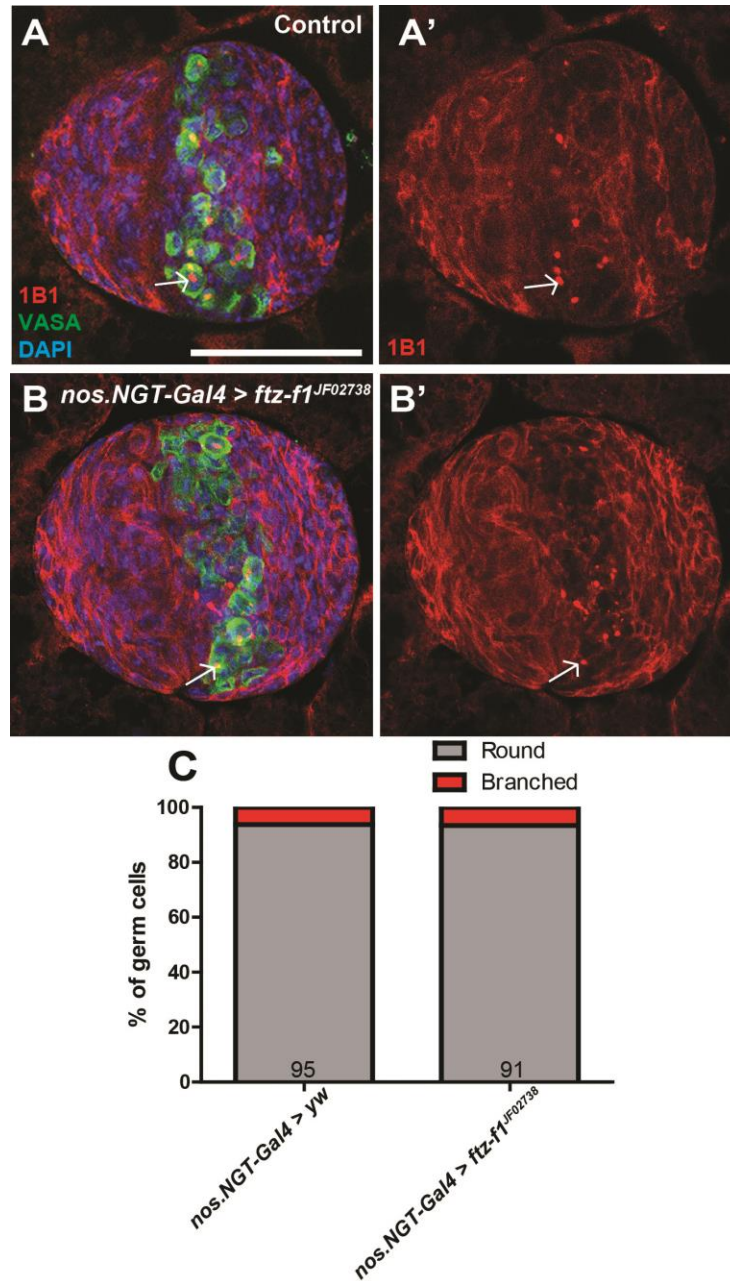 A
Control
1B1
VASA
DAPI
A'
1B1
B
nos.NGT-Gal4 > ftz-f1JF02738
B'
C
Round
Branched
% of germ cells
100
80
60
40
20
0
95
91
nos.NGT-Gal4 > yw
nos.NGT-Gal4 > ftz-f1JF02738